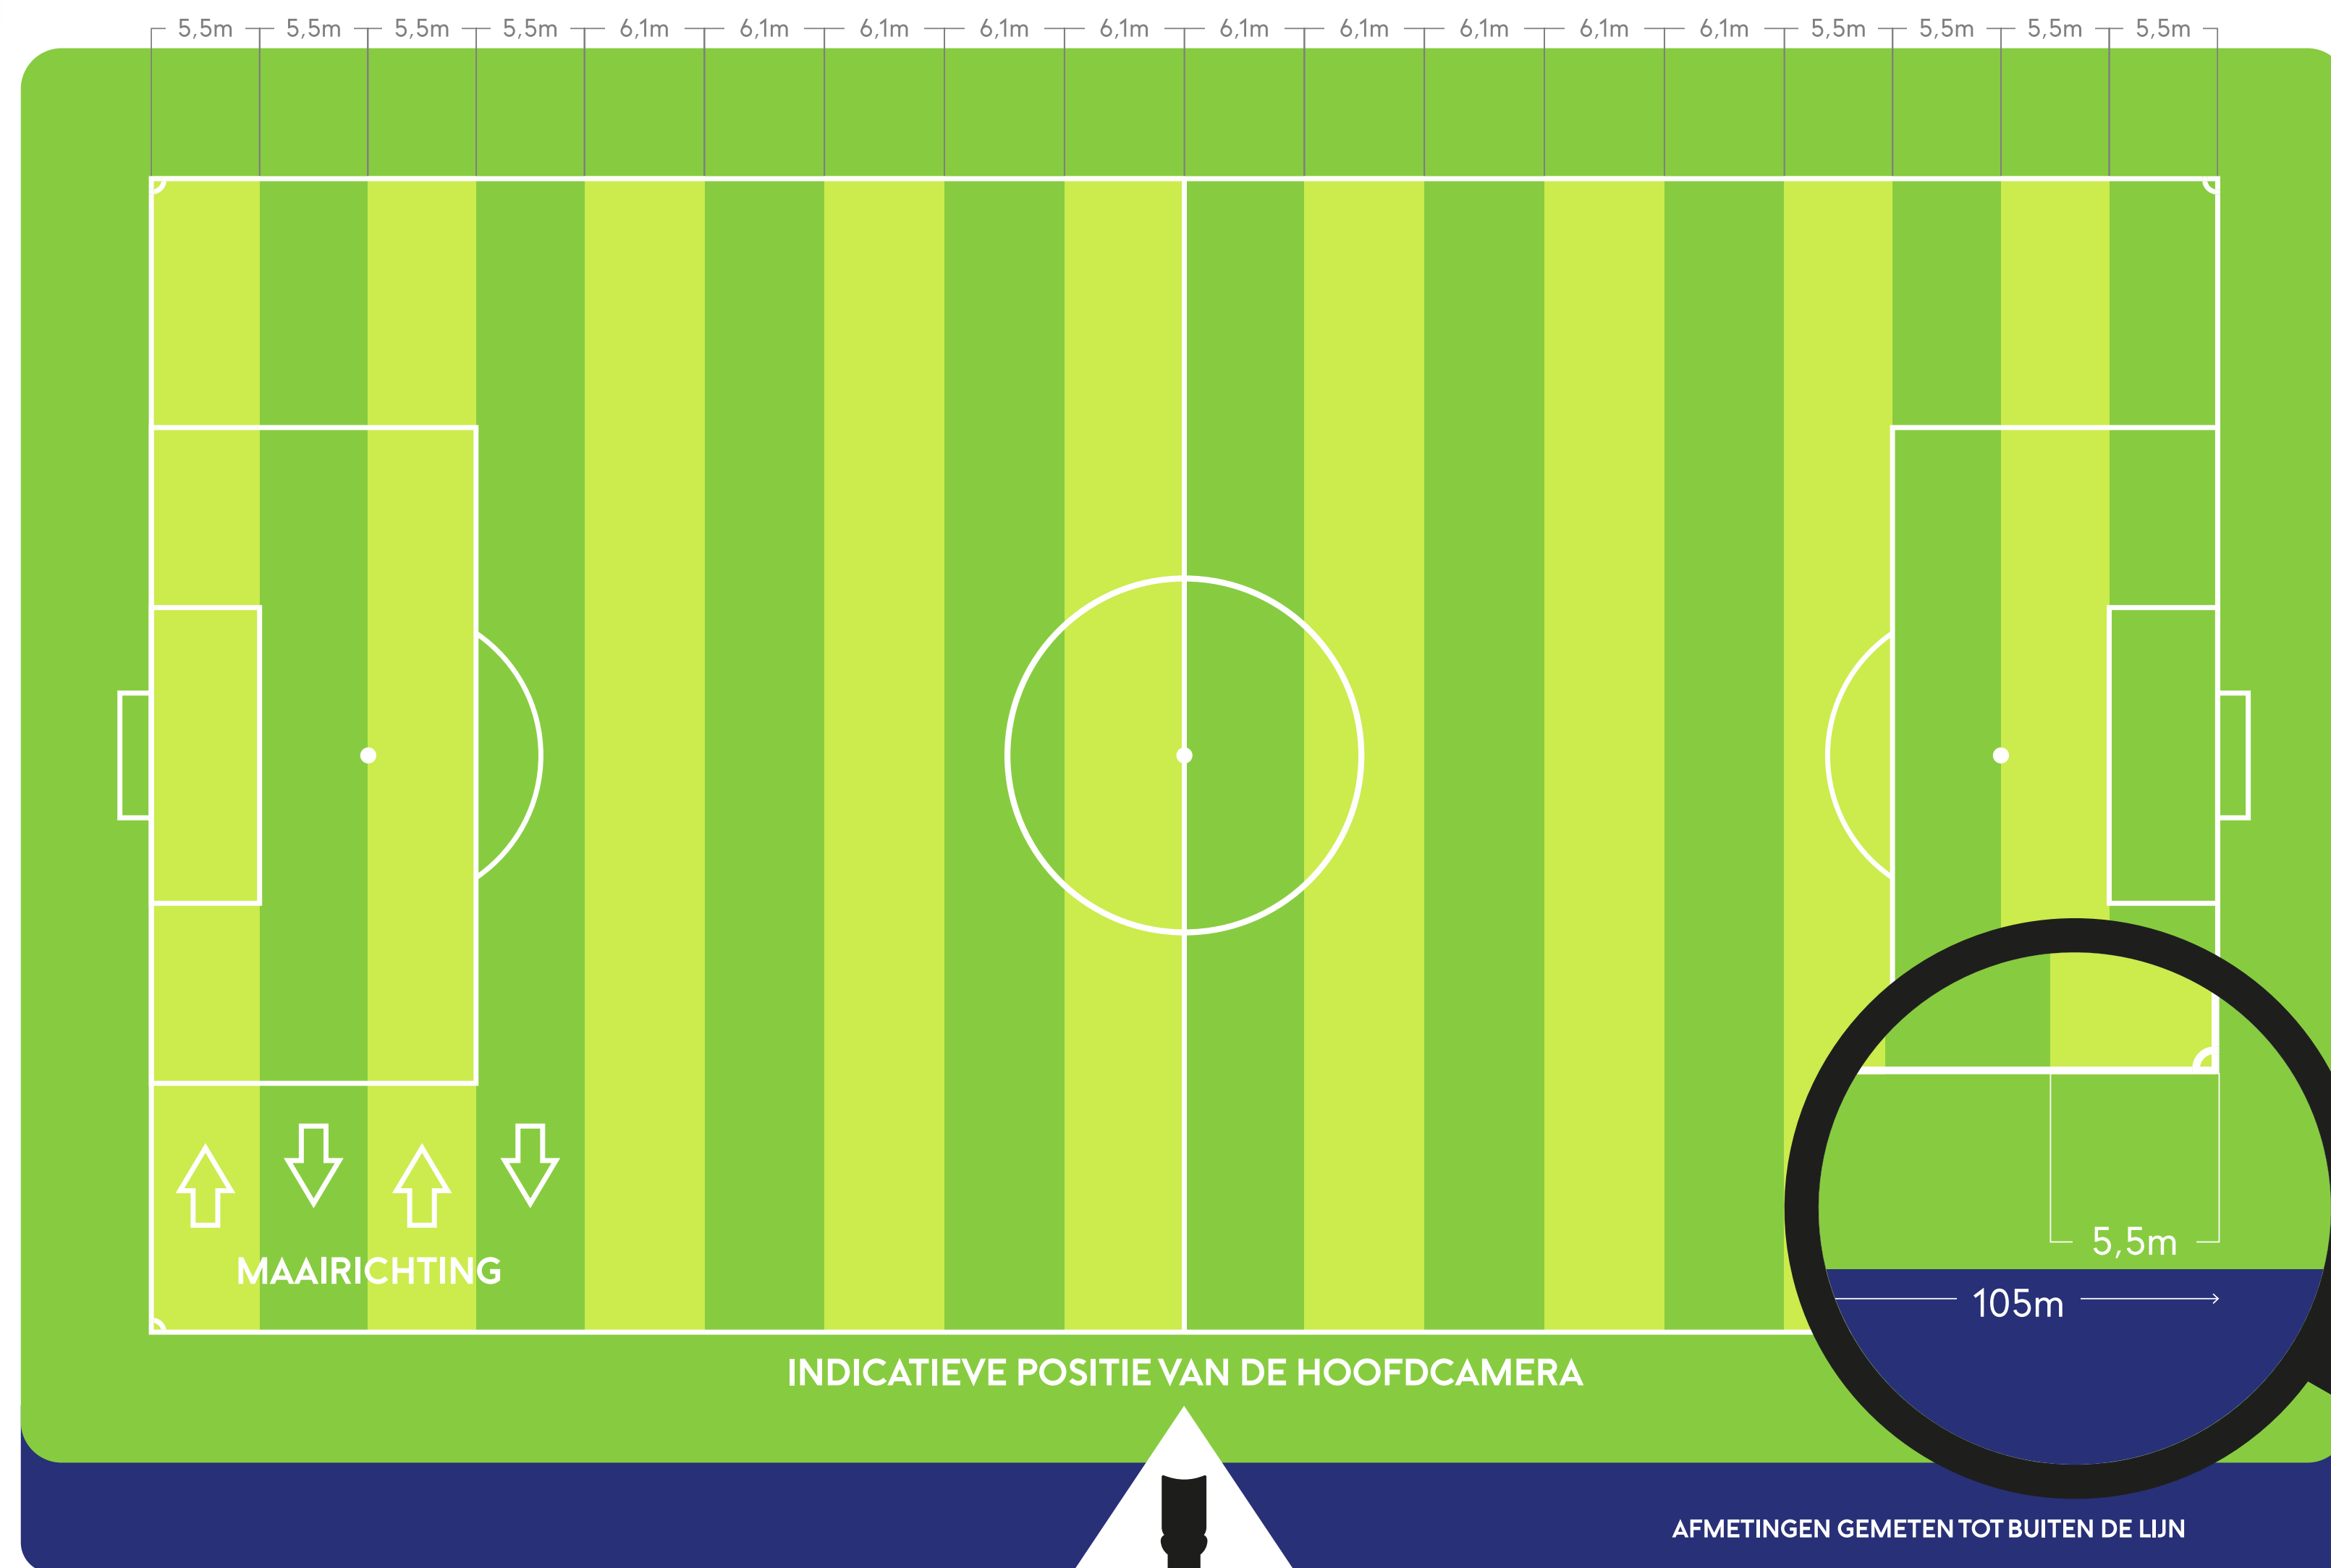 5,5m 5,5m 5,5m 5,5m 6,1m 6,1m 6,1m 6,1m 6,1m 6,1m 6,1m 6,1m 6,1m 6,1m 5,5m 5,5m 5,5m 5,5m
MAAIRICHTING
5,5m
105m
INDICATIEVE POSITIE VAN DE HOOFDCAMERA
AFMETINGEN GEMETEN TOT BUITEN DE LIJN